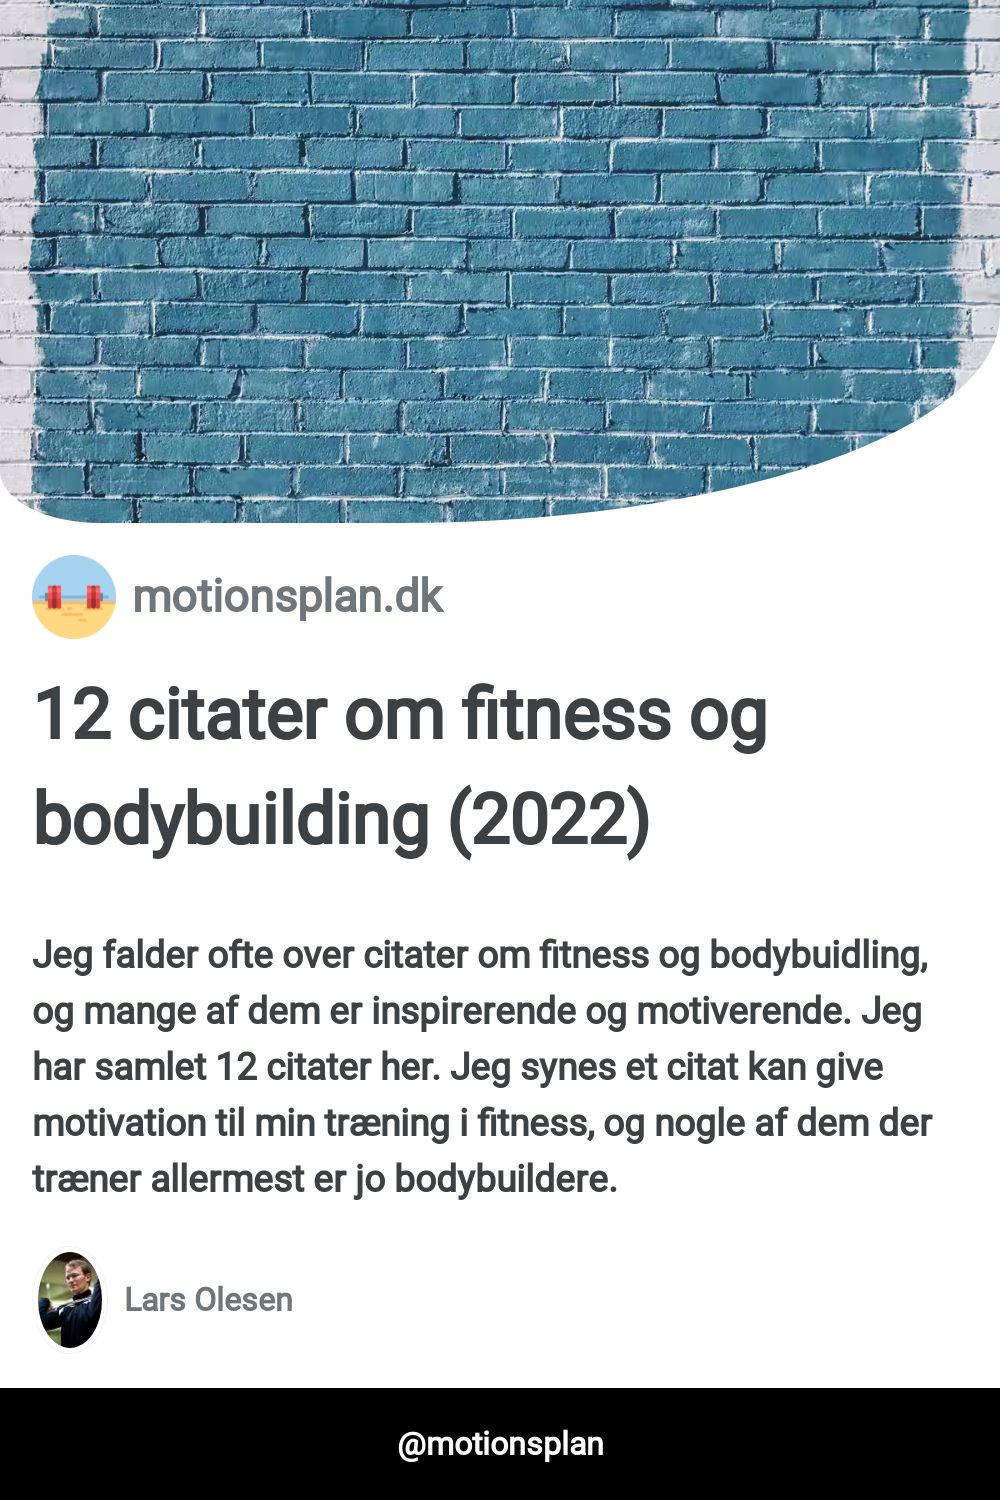 motionsplan.dk
12 citater om fitness og
bodybuilding (2022)
Jeg falder ofte over citater om fitness og bodybuidling,
og mange af dem er inspirerende og motiverende. Jeg
har samlet 12 citater her. Jeg synes et citat kan give
motivation til min træning i fitness, og nogle af dem der
træner allermest er jo bodybuildere.
Lars Olesen
@motionsplan